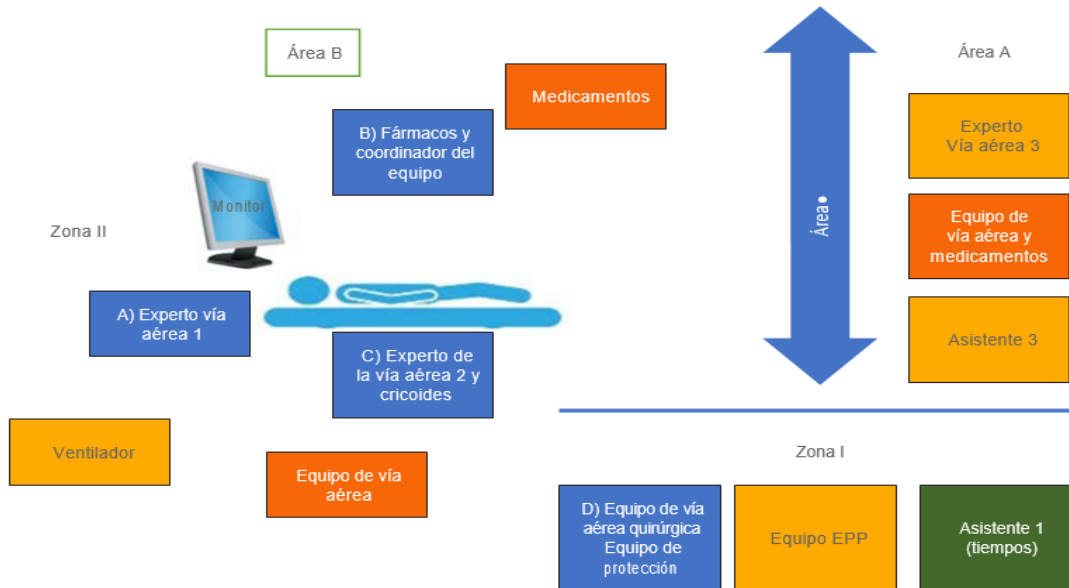 Área B
Área A
Medicamentos
B) Fármacos y
coordinador del
equipo
Experto
Vía aérea 3
Monitor
Zona II
Área•
Equipo de
vía aérea y
medicamentos
A) Experto vía
aérea 1
C) Experto de
la vía aérea 2 y
cricoides
Asistente 3
Ventilador
Equipo de vía
aérea
Zona I
D) Equipo de vía
aérea quirúrgica
Equipo de
protección
Equipo EPP
Asistente 1
(tiempos)